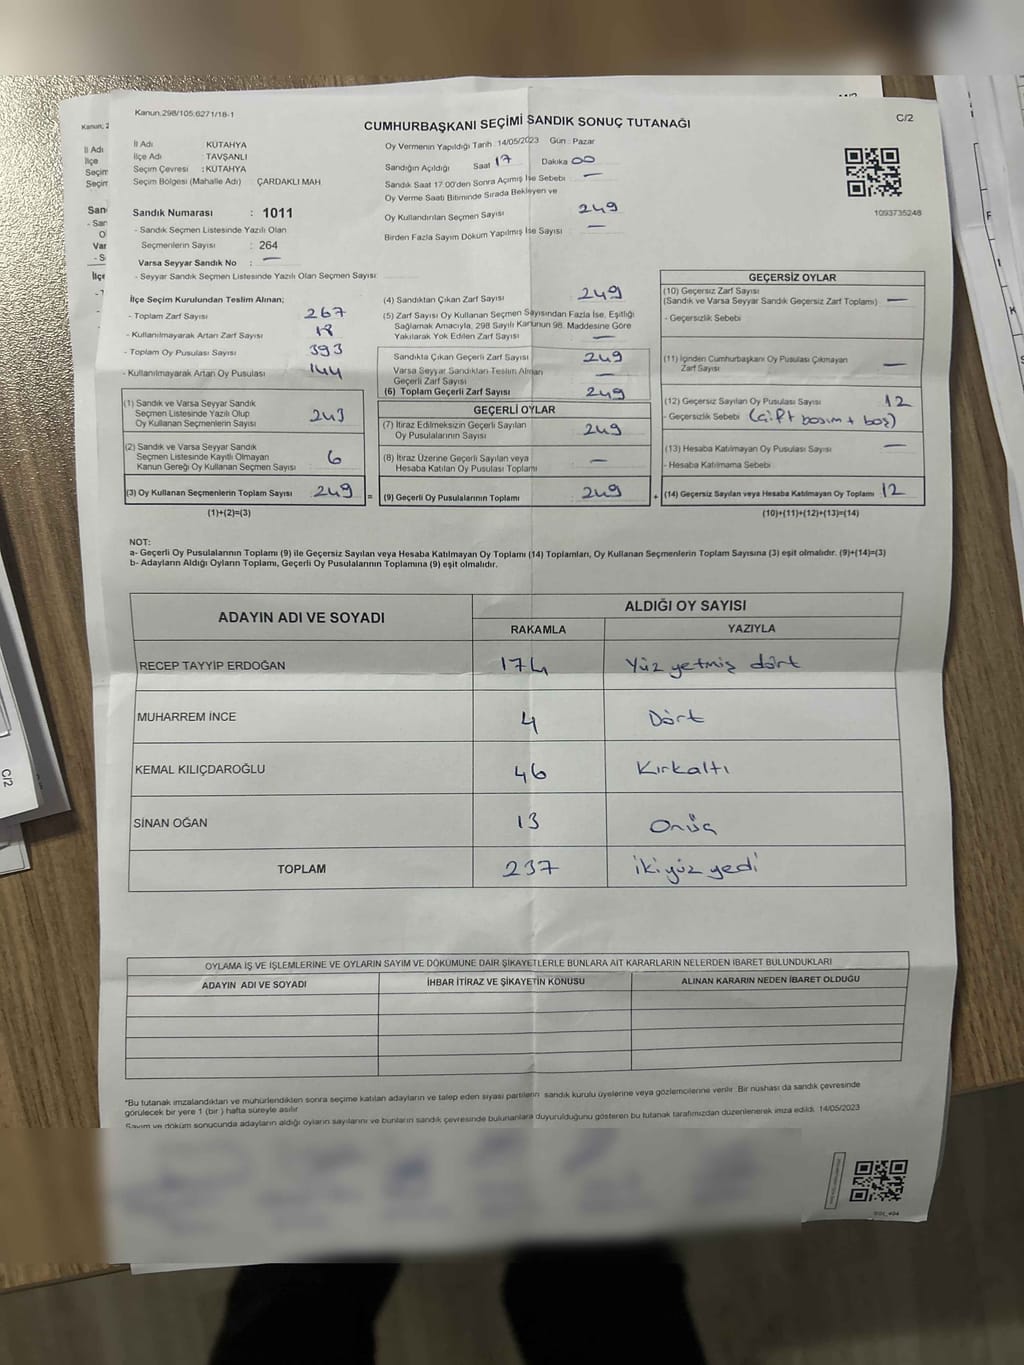 Kanun,298/105;6271/18-1
CUMHURBAŞKANI SEÇİMİ SANDIK SONUÇ TUTANAĞI
C/2
İl Adı : KÜTAHYA
İlçe Adı : TAVŞANLI
Seçim Çevresi : KÜTAHYA
Seçim Bölgesi (Mahalle Adı) ÇARDAKLI MAH
Sandık Numarası : 1011
- Sandık Seçmen Listesinde Yazılı Olan
Seçmenlerin Sayısı : 264
Varsa Seyyar Sandık No : —
- Seyyar Sandık Seçmen Listesinde Yazılı Olan Seçmen Sayısı
Oy Vermenin Yapıldığı Tarih 14/05/2023 Gün : Pazar
Sandığın Açıldığı Saat 17 Dakika 00
Sandık Saat 17:00'den Sonra Açılmış İse Sebebi —
Oy Verme Saati Bitiminde Sırada Bekleyen ve
Oy Kullandırılan Seçmen Sayısı 249
Birden Fazla Sayım Döküm Yapılmış İse Sayısı —
1093735248
İlçe Seçim Kurulundan Teslim Alınan;
- Toplam Zarf Sayısı 267
- Kullanılmayarak Artan Zarf Sayısı 18
- Toplam Oy Pusulası Sayısı 393
- Kullanılmayarak Artan Oy Pusulası 144
(1) Sandık ve Varsa Seyyar Sandık
Seçmen Listesinde Yazılı Olup
Oy Kullanan Seçmenlerin Sayısı 243
(2) Sandık ve Varsa Seyyar Sandık
Seçmen Listesinde Kayıtlı Olmayan
Kanun Gereği Oy Kullanan Seçmen Sayısı 6
(3) Oy Kullanan Seçmenlerin Toplam Sayısı 249 =
(1)+(2)=(3)
(4) Sandıktan Çıkan Zarf Sayısı 249
(5) Zarf Sayısı Oy Kullanan Seçmen Sayısından Fazla İse, Eşitliği
Sağlamak Amacıyla, 298 Sayılı Kanunun 98. Maddesine Göre
Yakılarak Yok Edilen Zarf Sayısı —
Sandıkta Çıkan Geçerli Zarf Sayısı 249
Varsa Seyyar Sandıktan Teslim Alınan
Geçerli Zarf Sayısı —
(6) Toplam Geçerli Zarf Sayısı 249
GEÇERLİ OYLAR
(7) İtiraz Edilmeksizin Geçerli Sayılan
Oy Pusulalarının Sayısı 249
(8) İtiraz Üzerine Geçerli Sayılan veya
Hesaba Katılan Oy Pusulası Toplamı —
(9) Geçerli Oy Pusulalarının Toplamı 249 +
GEÇERSİZ OYLAR
(10) Geçersiz Zarf Sayısı
(Sandık ve Varsa Seyyar Sandık Geçersiz Zarf Toplamı) —
- Geçersizlik Sebebi
(11) İçinden Cumhurbaşkanı Oy Pusulası Çıkmayan
Zarf Sayısı —
(12) Geçersiz Sayılan Oy Pusulası Sayısı 12
- Geçersizlik Sebebi (Çift basım + boş)
(13) Hesaba Katılmayan Oy Pusulası Sayısı —
- Hesaba Katılmama Sebebi
(14) Geçersiz Sayılan veya Hesaba Katılmayan Oy Toplamı 12
(10)+(11)+(12)+(13)=(14)
NOT:
a- Geçerli Oy Pusulalarının Toplamı (9) ile Geçersiz Sayılan veya Hesaba Katılmayan Oy Toplamı (14) Toplamları, Oy Kullanan Seçmenlerin Toplam Sayısına (3) eşit olmalıdır. (9)+(14)=(3)
b- Adayların Aldığı Oyların Toplamı, Geçerli Oy Pusulalarının Toplamına (9) eşit olmalıdır.
ADAYIN ADI VE SOYADI ALDIĞI OY SAYISI
RAKAMLA YAZIYLA
RECEP TAYYİP ERDOĞAN 174 Yüz yetmiş dört
MUHARREM İNCE 4 Dört
KEMAL KILIÇDAROĞLU 46 Kırkaltı
SİNAN OĞAN 13 Onüç
TOPLAM 237 iki yüz yedi
OYLAMA İŞ VE İŞLEMLERİNE VE OYLARIN SAYIM VE DÖKÜMÜNE DAİR ŞİKAYETLERLE BUNLARA AİT KARARLARIN NELERDEN İBARET BULUNDUKLARI
ADAYIN ADI VE SOYADI İHBAR İTİRAZ VE ŞİKAYETİN KONUSU ALINAN KARARIN NEDEN İBARET OLDUĞU
*Bu tutanak imzalandıktan ve mühürlendikten sonra seçime katılan adayların ve talep eden siyasi partilerin sandık kurulu üyelerine veya gözlemcilerine verilir. Bir nüshası da sandık çevresinde
görülecek bir yere 1 (bir) hafta süreyle asılır
Sayım ve döküm sonucunda adayların aldığı oyların sayılarını ve bunların sandık çevresinde bulunanlara duyurulduğunu gösteren bu tutanak tarafımızdan düzenlenerek imza edildi. 14/05/2023
C/2